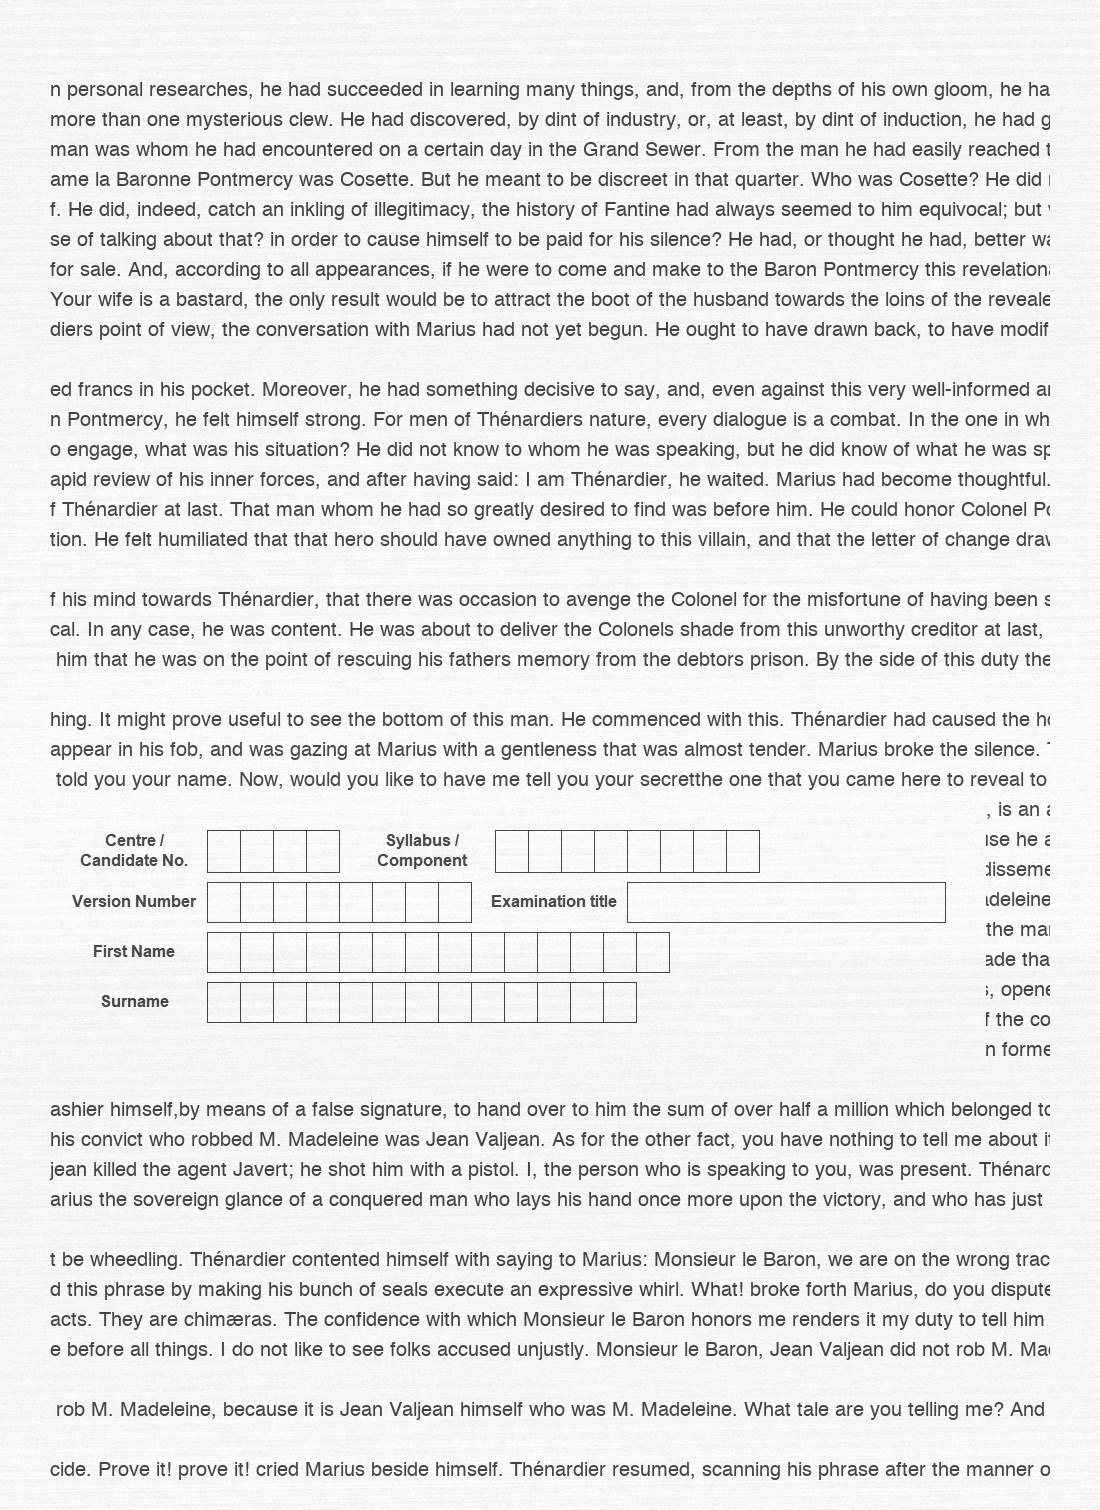 n personal researches, he had succeeded in learning many things, and, from the depths of his own gloom, he ha
more than one mysterious clew. He had discovered, by dint of industry, or, at least, by dint of induction, he had g
man was whom he had encountered on a certain day in the Grand Sewer. From the man he had easily reached t
ame la Baronne Pontmercy was Cosette. But he meant to be discreet in that quarter. Who was Cosette? He did
f. He did, indeed, catch an inkling of illegitimacy, the history of Fantine had always seemed to him equivocal; but
se of talking about that? in order to cause himself to be paid for his silence? He had, or thought he had, better wa
for sale. And, according to all appearances, if he were to come and make to the Baron Pontmercy this revelation
Your wife is a bastard, the only result would be to attract the boot of the husband towards the loins of the reveale
diers point of view, the conversation with Marius had not yet begun. He ought to have drawn back, to have modif
ed francs in his pocket. Moreover, he had something decisive to say, and, even against this very well-informed a
n Pontmercy, he felt himself strong. For men of Thénardiers nature, every dialogue is a combat. In the one in wh
o engage, what was his situation? He did not know to whom he was speaking, but he did know of what he was sp
apid review of his inner forces, and after having said: I am Thénardier, he waited. Marius had become thoughtful.
f Thénardier at last. That man whom he had so greatly desired to find was before him. He could honor Colonel Po
tion. He felt humiliated that that hero should have owned anything to this villain, and that the letter of change draw
f his mind towards Thénardier, that there was occasion to avenge the Colonel for the misfortune of having been s
cal. In any case, he was content. He was about to deliver the Colonels shade from this unworthy creditor at last,
him that he was on the point of rescuing his fathers memory from the debtors prison. By the side of this duty the
hing. It might prove useful to see the bottom of this man. He commenced with this. Thénardier had caused the ho
appear in his fob, and was gazing at Marius with a gentleness that was almost tender. Marius broke the silence.
told you your name. Now, would you like to have me tell you your secretthe one that you came here to reveal to
, is an a
Centre / Candidate No.
Syllabus / Component
use he a
disseme
Version Number Examination title
adeleine
the mar
First Name
ade tha
s, opene
Surname
f the co
n forme
ashier himself,by means of a false signature, to hand over to him the sum of over half a million which belonged to
his convict who robbed M. Madeleine was Jean Valjean. As for the other fact, you have nothing to tell me about it
jean killed the agent Javert; he shot him with a pistol. I, the person who is speaking to you, was present. Thénard
arius the sovereign glance of a conquered man who lays his hand once more upon the victory, and who has just
t be wheedling. Thénardier contented himself with saying to Marius: Monsieur le Baron, we are on the wrong trac
d this phrase by making his bunch of seals execute an expressive whirl. What! broke forth Marius, do you dispute
acts. They are chimæras. The confidence with which Monsieur le Baron honors me renders it my duty to tell him
e before all things. I do not like to see folks accused unjustly. Monsieur le Baron, Jean Valjean did not rob M. Mad
rob M. Madeleine, because it is Jean Valjean himself who was M. Madeleine. What tale are you telling me? And
cide. Prove it! prove it! cried Marius beside himself. Thénardier resumed, scanning his phrase after the manner o